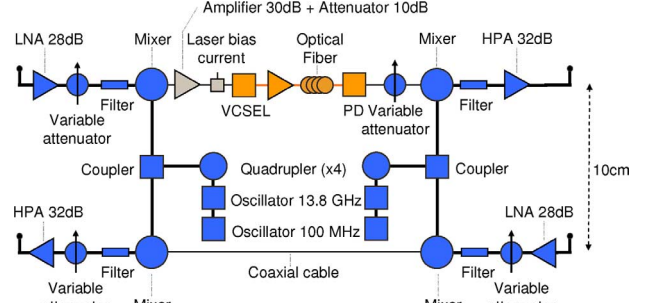 Amplifier 30dB + Attenuator 10dB
LNA 28dB
Mixer
Laser bias
current
Optical
Fiber
Mixer
HPA 32dB
Filter
Variable
attenuator
VCSEL
PD
Variable
attenuator
Filter
Coupler
Quadrupler (x4)
Coupler
10cm
Oscillator 13.8 GHz
Oscillator 100 MHz
HPA 32dB
LNA 28dB
Filter
Coaxial cable
Filter
Variable
Variable
Mixer
Mixer